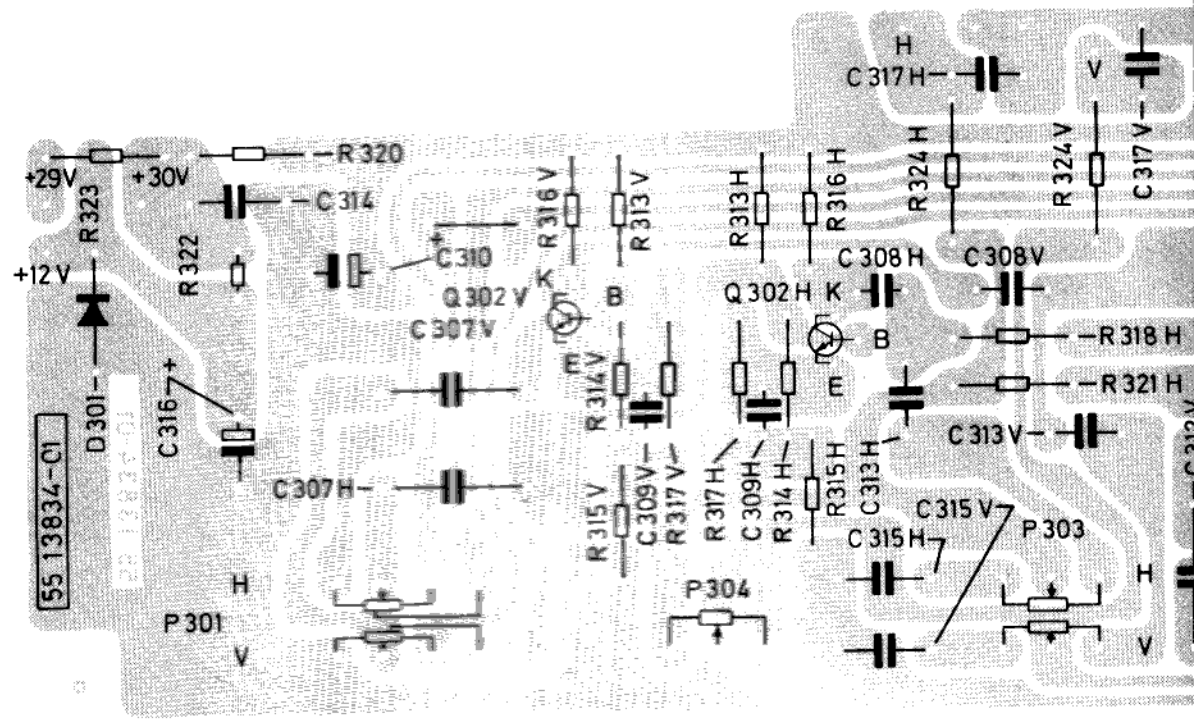 H
C 317 H
V
C 317 V
R 324 H
R 324 V
+29V
+30V
R 320
R 323
C 314
R 316 V
R 313 V
R 313 H
R 316 H
R 322
+12 V
+
C 310
C 308 H
C 308 V
K
Q 302 V
B
C 307 V
Q 302 H
K
B
R 318 H
E
R 314 V
E
R 321 H
D 301
C 316
+
C 313 V
C 313 V
55 13834-01
C 307 H
R 315 V
C 309 V
R 317 V
R 317 H
C 309 H
R 314 H
R 315 H
C 313 H
C 315 V
P 303
C 315 H
H
P 301
V
P 304
H
V